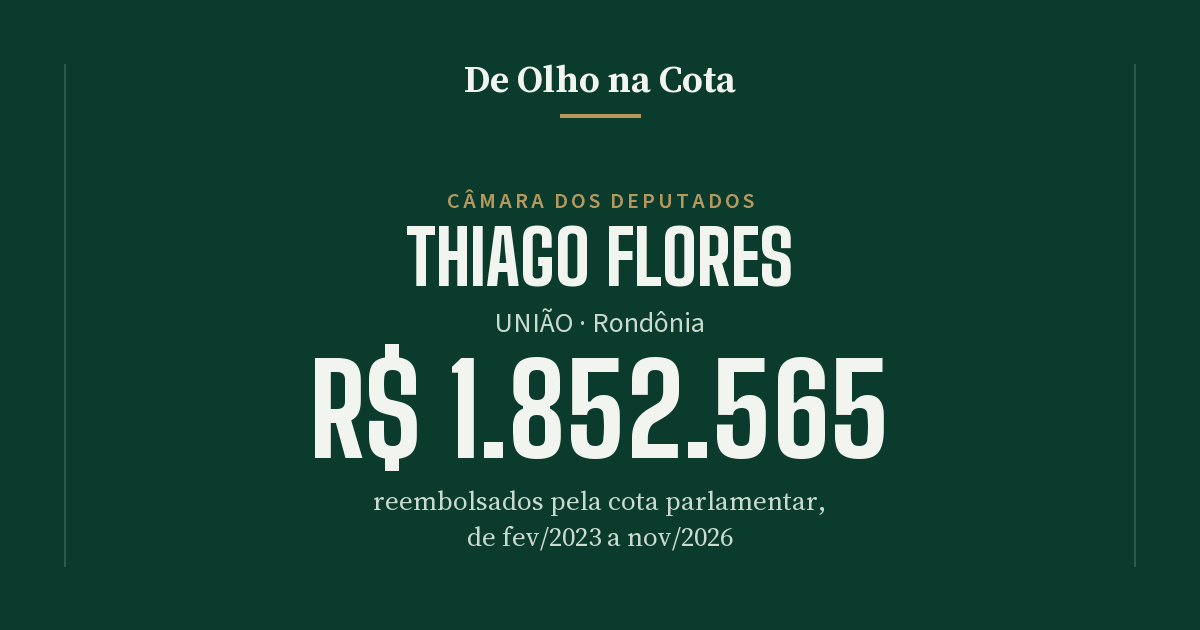 De Olho na Cota
CÂMARA DOS DEPUTADOS
THIAGO FLORES
UNIÃO · Rondônia
R$ 1.852.565
reembolsados pela cota parlamentar,
de fev/2023 a nov/2026